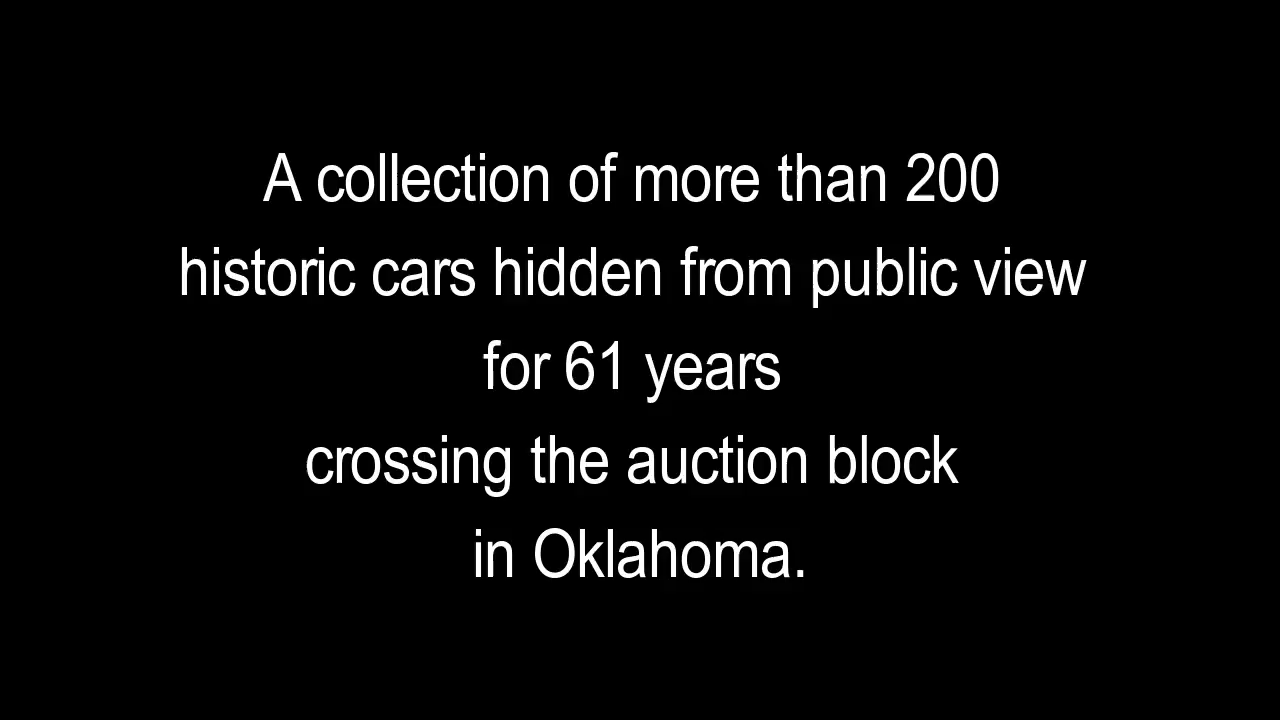 A collection of more than 200
historic cars hidden from public view
for 61 years
crossing the auction block
in Oklahoma.